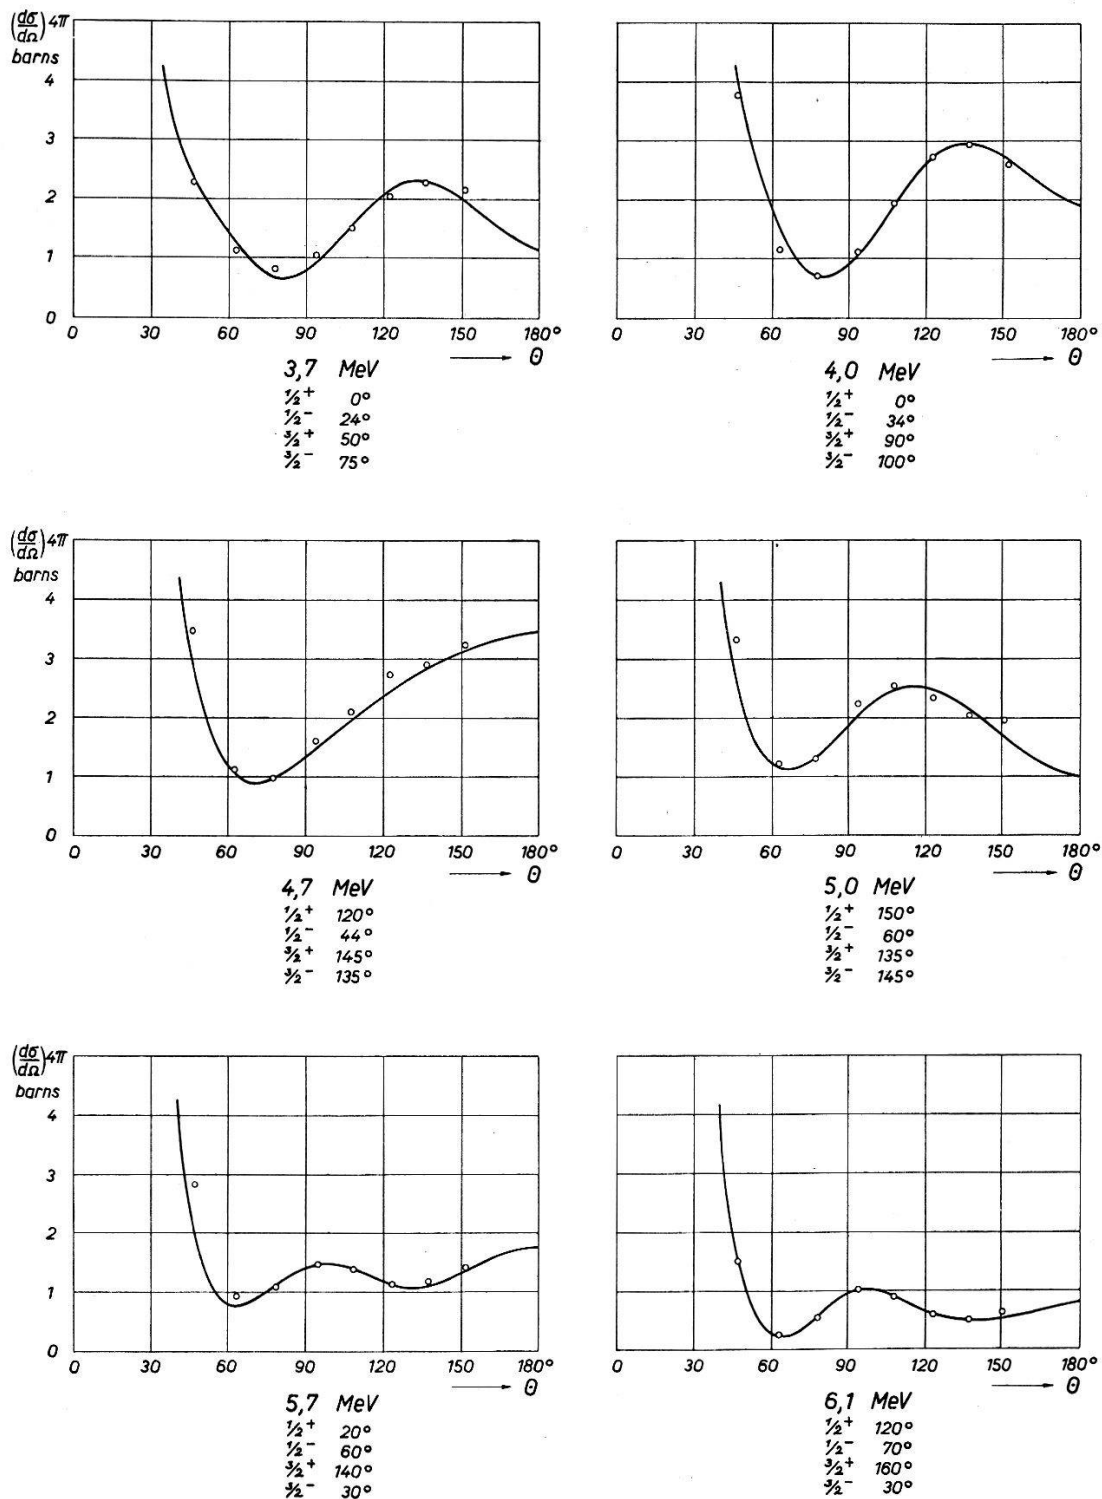 (dσ/dΩ)4π
barns
4
3
2
1
0
0 30 60 90 120 150 180°
⟶ Θ
3,7 MeV
1/2+ 0°
1/2- 24°
3/2+ 50°
3/2- 75°
0 30 60 90 120 150 180°
⟶ Θ
4,0 MeV
1/2+ 0°
1/2- 34°
3/2+ 90°
3/2- 100°
(dσ/dΩ)4π
barns
4
3
2
1
0
0 30 60 90 120 150 180°
⟶ Θ
4,7 MeV
1/2+ 120°
1/2- 44°
3/2+ 145°
3/2- 135°
0 30 60 90 120 150 180°
⟶ Θ
5,0 MeV
1/2+ 150°
1/2- 60°
3/2+ 135°
3/2- 145°
(dσ/dΩ)4π
barns
4
3
2
1
0
0 30 60 90 120 150 180°
⟶ Θ
5,7 MeV
1/2+ 20°
1/2- 60°
3/2+ 140°
3/2- 30°
0 30 60 90 120 150 180°
⟶ Θ
6,1 MeV
1/2+ 120°
1/2- 70°
3/2+ 160°
3/2- 30°